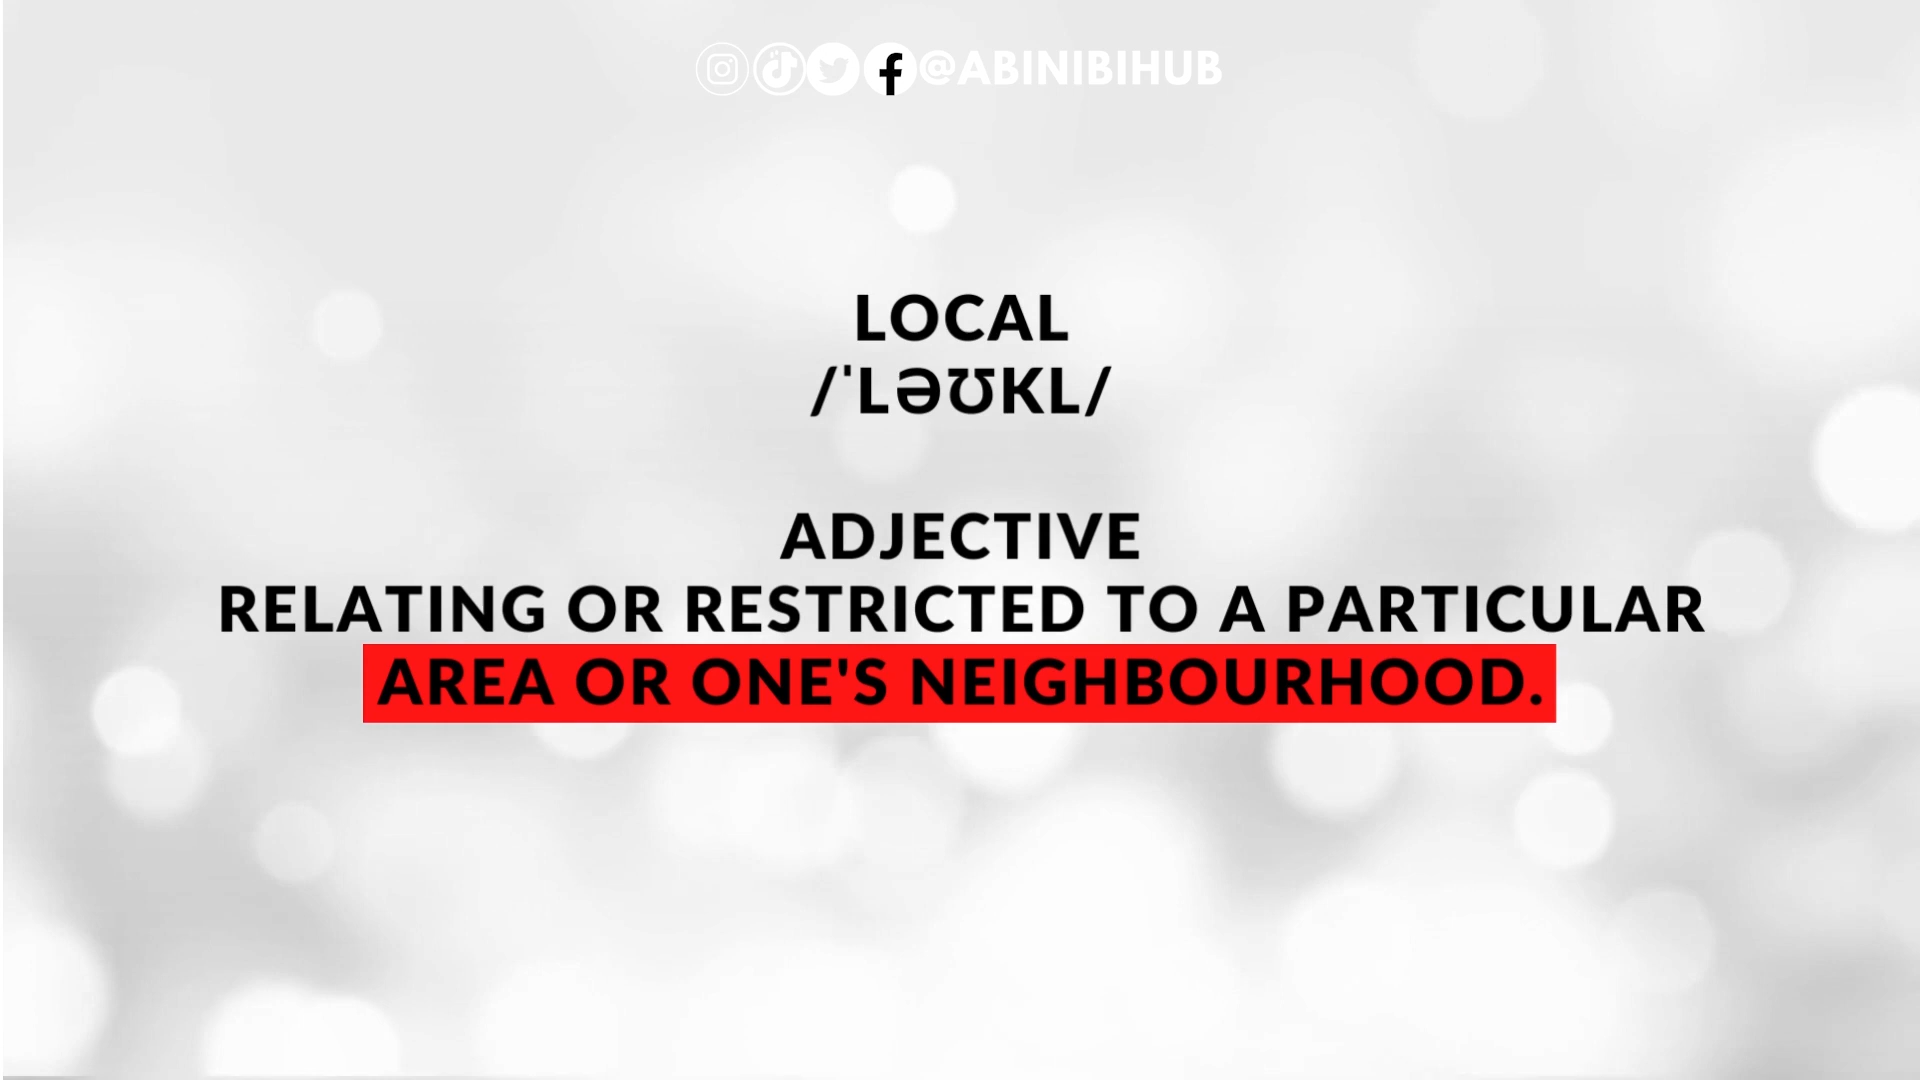 @ABINIBIHUB
LOCAL
/ˈLƏƱKL/
ADJECTIVE
RELATING OR RESTRICTED TO A PARTICULAR
AREA OR ONE'S NEIGHBOURHOOD.